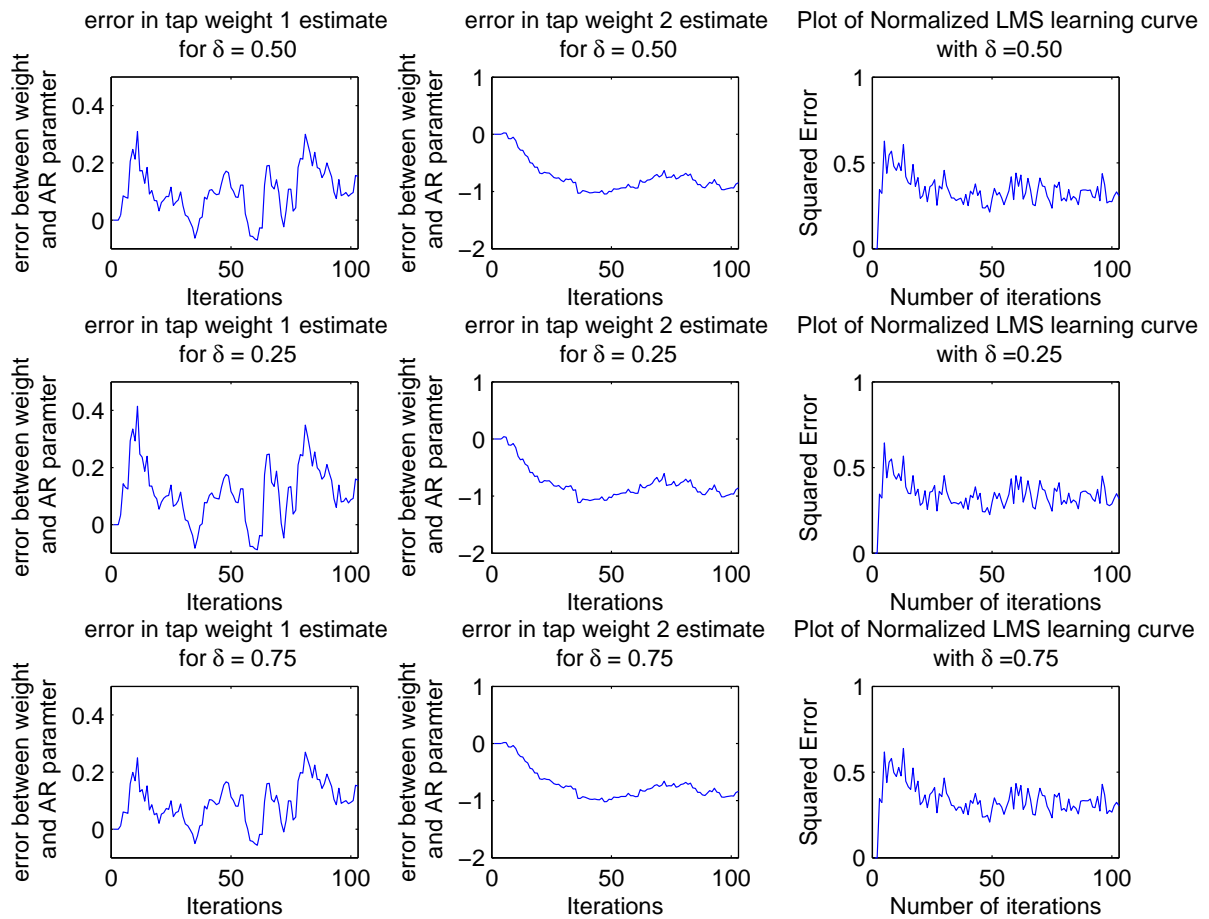 error in tap weight 1 estimate
for δ = 0.50
error between weight
and AR paramter
0.4
0.2
0
0
50
100
Iterations
error in tap weight 2 estimate
for δ = 0.50
error between weight
and AR paramter
1
0
−1
−2
0
50
100
Iterations
Plot of Normalized LMS learning curve
with δ =0.50
Squared Error
1
0.5
0
0
50
100
Number of iterations
error in tap weight 1 estimate
for δ = 0.25
error between weight
and AR paramter
0.4
0.2
0
0
50
100
Iterations
error in tap weight 2 estimate
for δ = 0.25
error between weight
and AR paramter
1
0
−1
−2
0
50
100
Iterations
Plot of Normalized LMS learning curve
with δ =0.25
Squared Error
1
0.5
0
0
50
100
Number of iterations
error in tap weight 1 estimate
for δ = 0.75
error between weight
and AR paramter
0.4
0.2
0
0
50
100
Iterations
error in tap weight 2 estimate
for δ = 0.75
error between weight
and AR paramter
1
0
−1
−2
0
50
100
Iterations
Plot of Normalized LMS learning curve
with δ =0.75
Squared Error
1
0.5
0
0
50
100
Number of iterations